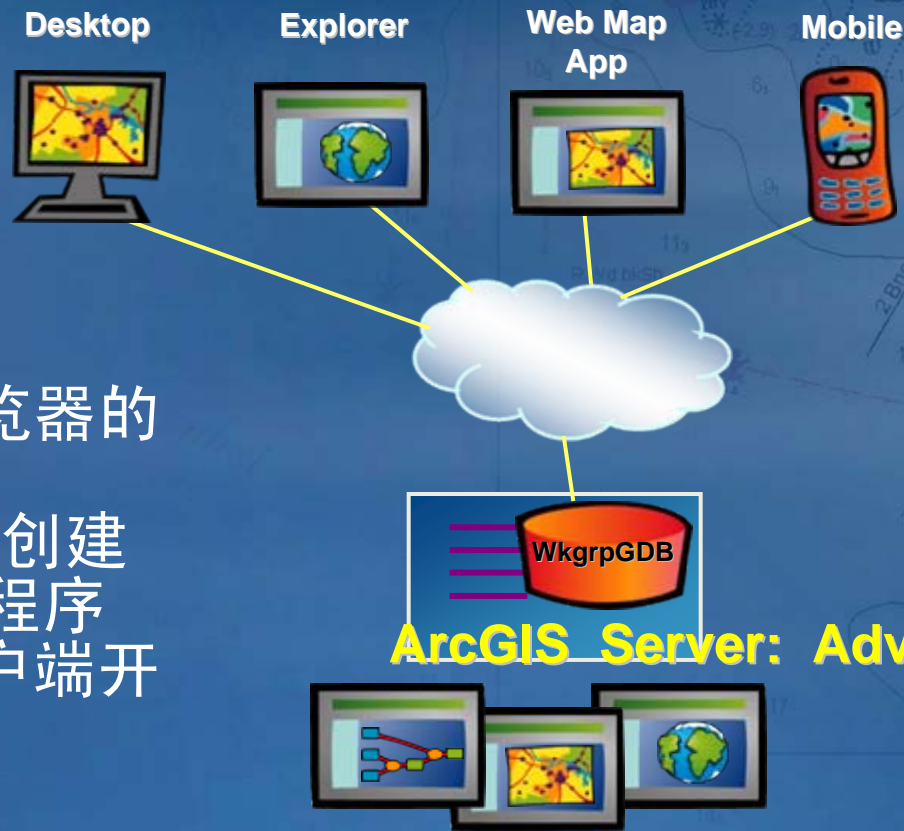 Desktop
Explorer
Web Map
App
Mobile
览器的
创建
程序
户端开
WkgrpGDB
ArcGIS Server: Adv